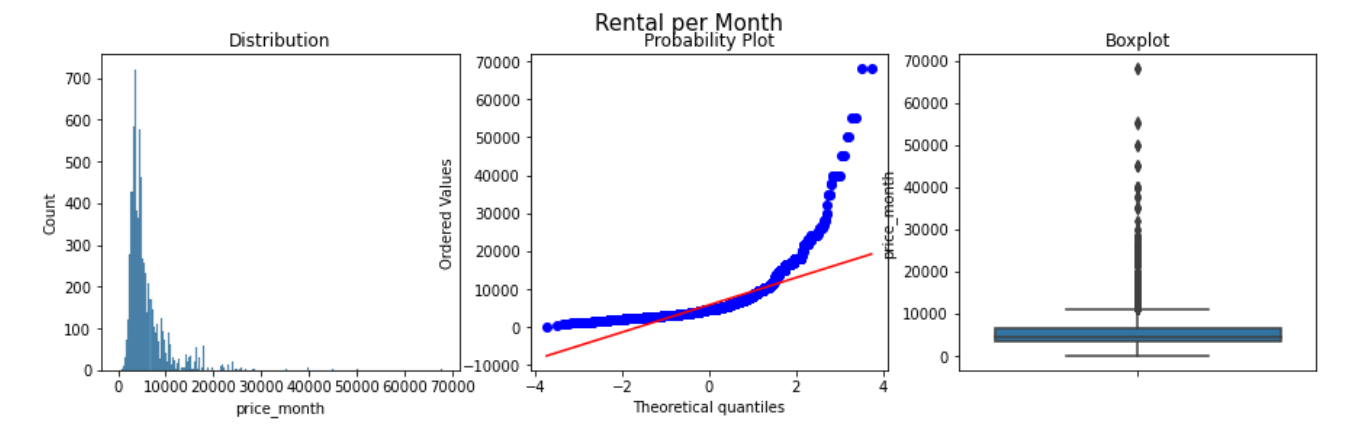 Rental per Month
Distribution
700
600
500
400
300
200
100
0
Count
0 10000 20000 30000 40000 50000 60000 70000
price_month
Probability Plot
70000
60000
50000
40000
30000
20000
10000
0
−10000
Ordered Values
−4 −2 0 2 4
Theoretical quantiles
Boxplot
70000
60000
50000
40000
30000
20000
10000
0
price_month